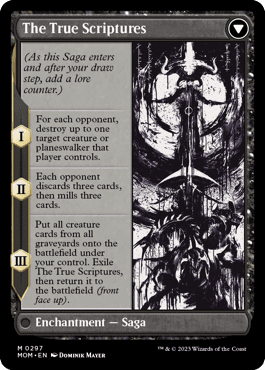 The True Scriptures
(As this Saga enters
and after your draw
step, add a lore
counter.)
I
For each opponent,
destroy up to one
target creature or
planeswalker that
player controls.
II
Each opponent
discards three cards,
then mills three
cards.
III
Put all creature
cards from all
graveyards onto the
battlefield under
your control. Exile
The True Scriptures,
then return it to
the battlefield (front
face up).
Enchantment — Saga
M 0297
MOM • EN DOMINIK MAYER
™ & © 2023 Wizards of the Coast